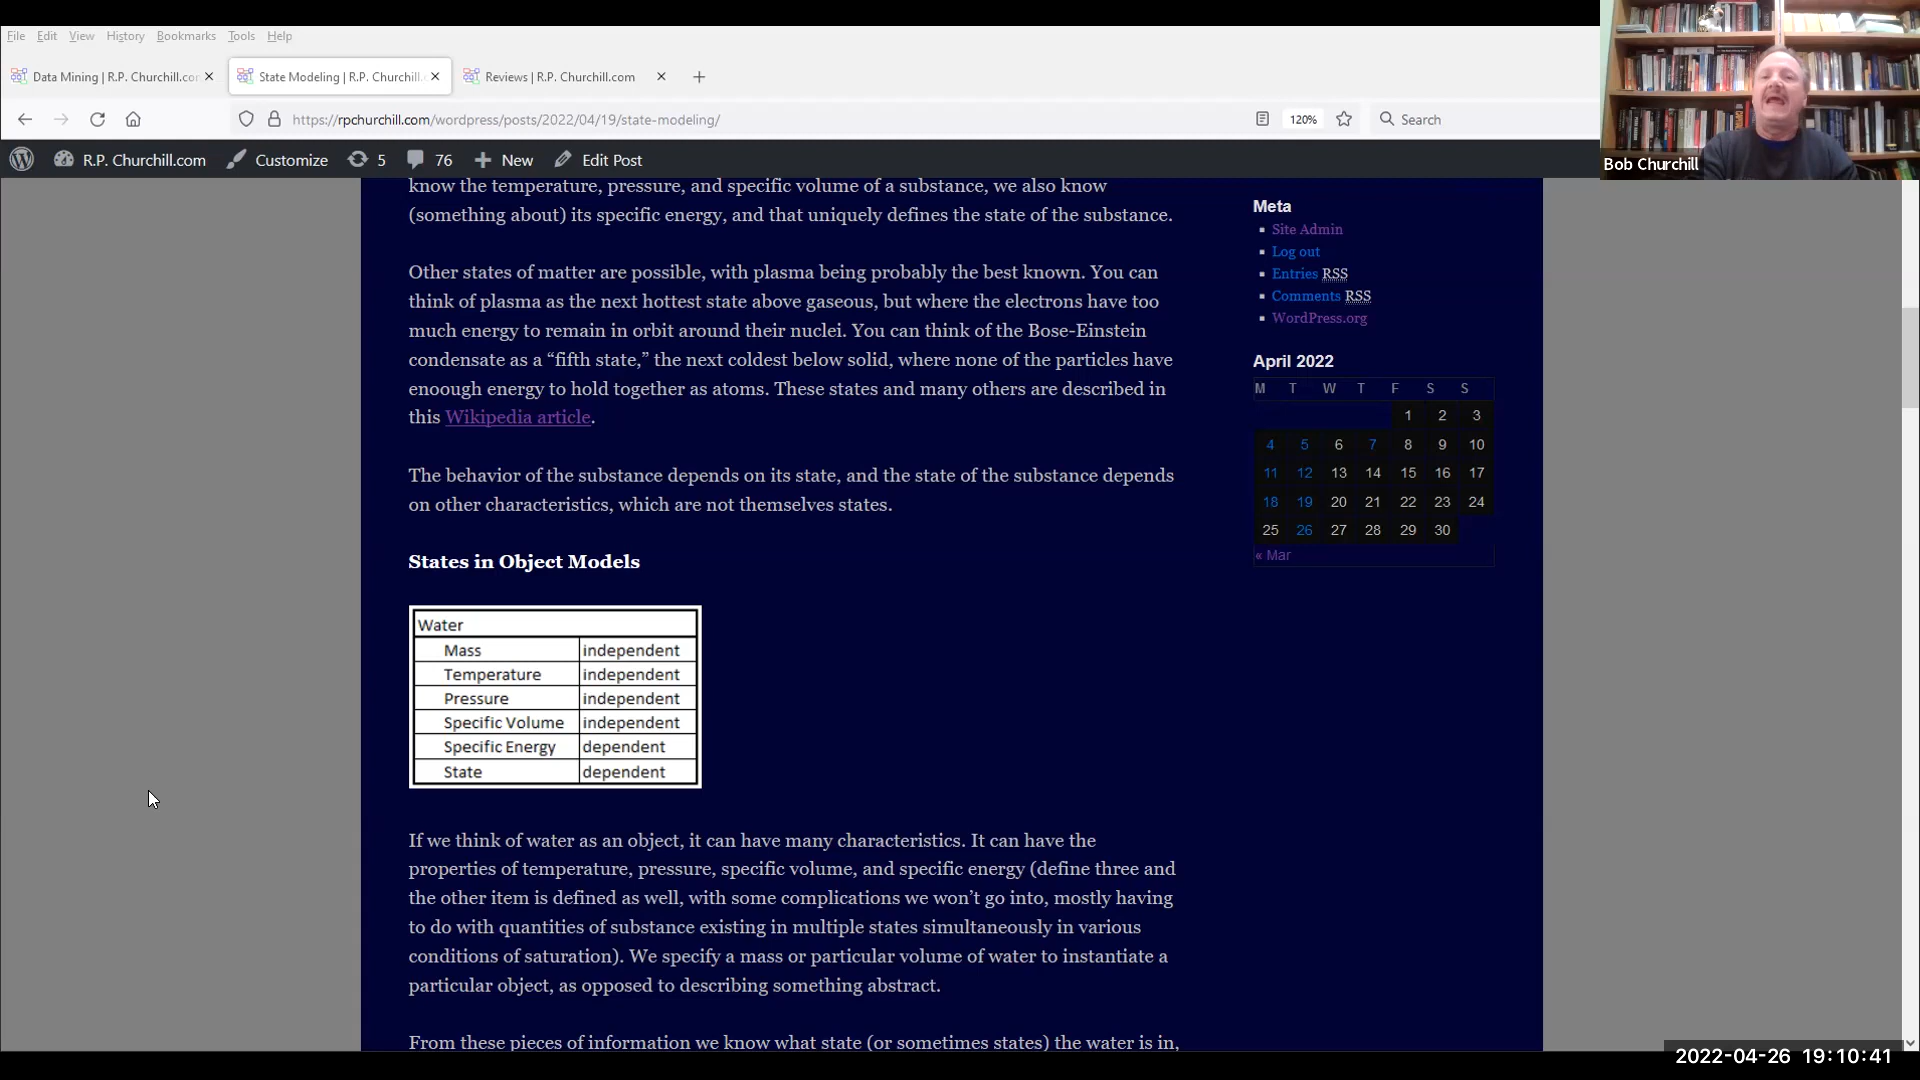 File Edit View History Bookmarks Tools Help
Data Mining | R.P. Churchill.co
State Modeling | R.P. Churchill.
Reviews | R.P. Churchill.com
https://rpchurchill.com/wordpress/posts/2022/04/19/state-modeling/
120%
Search
Bob Churchill
R.P. Churchill.com
Customize
5
76
New
Edit Post
know the temperature, pressure, and specific volume of a substance, we also know
(something about) its specific energy, and that uniquely defines the state of the substance.
Other states of matter are possible, with plasma being probably the best known. You can
think of plasma as the next hottest state above gaseous, but where the electrons have too
much energy to remain in orbit around their nuclei. You can think of the Bose-Einstein
condensate as a “fifth state,” the next coldest below solid, where none of the particles have
enoough energy to hold together as atoms. These states and many others are described in
this Wikipedia article.
The behavior of the substance depends on its state, and the state of the substance depends
on other characteristics, which are not themselves states.
States in Object Models
Water
Mass independent
Temperature independent
Pressure independent
Specific Volume independent
Specific Energy dependent
State dependent
If we think of water as an object, it can have many characteristics. It can have the
properties of temperature, pressure, specific volume, and specific energy (define three and
the other item is defined as well, with some complications we won’t go into, mostly having
to do with quantities of substance existing in multiple states simultaneously in various
conditions of saturation). We specify a mass or particular volume of water to instantiate a
particular object, as opposed to describing something abstract.
From these pieces of information we know what state (or sometimes states) the water is in,
Meta
Site Admin
Log out
Entries RSS
Comments RSS
WordPress.org
April 2022
M T W T F S S
1 2 3
4 5 6 7 8 9 10
11 12 13 14 15 16 17
18 19 20 21 22 23 24
25 26 27 28 29 30
« Mar
2022-04-26 19:10:41